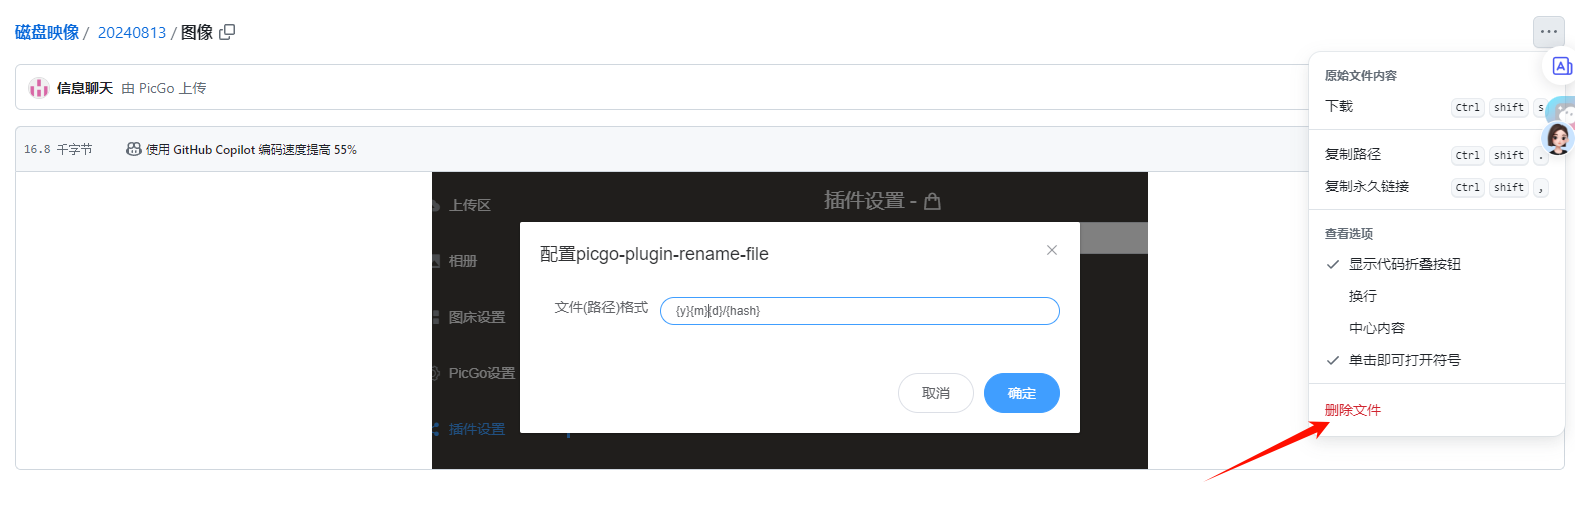 磁盘映像 / 20240813 / 图像
信息聊天 由 PicGo 上传
16.8 千字节 使用 GitHub Copilot 编码速度提高 55%
上传区
相册
图床设置
PicGo设置
插件设置
插件设置 -
配置picgo-plugin-rename-file
文件(路径)格式 {y}{m}{d}/{hash}
取消 确定
原始文件内容
下载 Ctrl shift s
复制路径 Ctrl shift .
复制永久链接 Ctrl shift ,
查看选项
显示代码折叠按钮
换行
中心内容
单击即可打开符号
删除文件